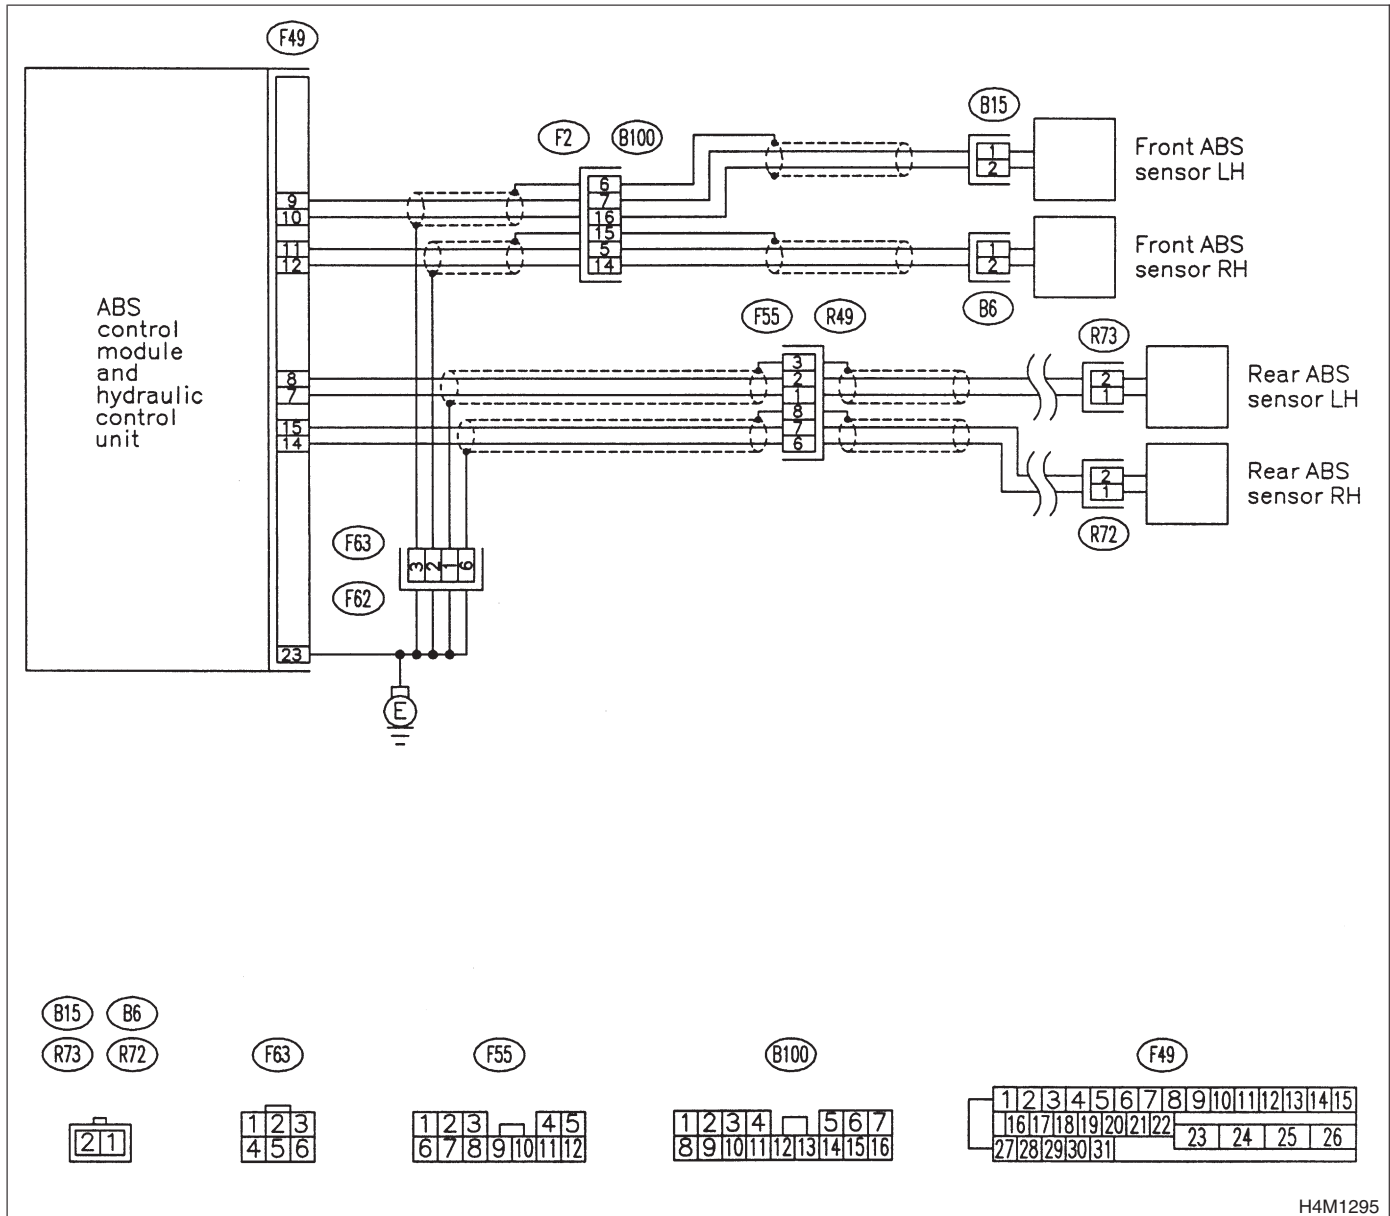 F49
B15
F2 B100
Front ABS
sensor LH
1
2
6
7
16
15
5
14
9
10
11
12
Front ABS
sensor RH
1
2
B6
ABS
control
module
and
hydraulic
control
unit
F55 R49
R73
3
2
1
8
7
6
8
7
15
14
2
1
Rear ABS
sensor LH
2
1
Rear ABS
sensor RH
R72
F63
3 2 1 6
F62
23
E
B15 B6
R73 R72
F63
F55
B100
F49
2 1
1 2 3
4 5 6
1 2 3 4 5
6 7 8 9 10 11 12
1 2 3 4 5 6 7
8 9 10 11 12 13 14 15 16
1 2 3 4 5 6 7 8 9 10 11 12 13 14 15
16 17 18 19 20 21 22 23 24 25 26
27 28 29 30 31
H4M1295